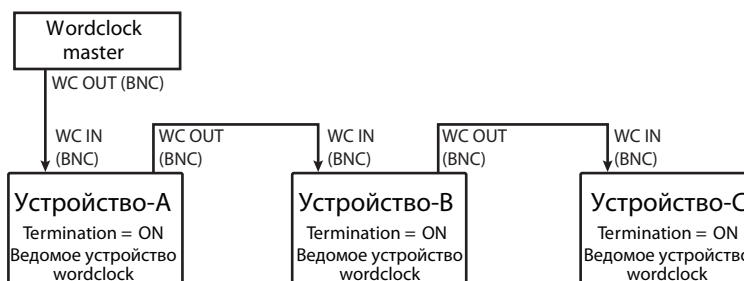 Wordclock
master
WC OUT (BNC)
WC IN
(BNC)
WC OUT
(BNC)
WC IN
(BNC)
WC OUT
(BNC)
WC IN
(BNC)
Устройство-A
Termination = ON
Ведомое устройство
wordclock
Устройство-B
Termination = ON
Ведомое устройство
wordclock
Устройство-C
Termination = ON
Ведомое устройство
wordclock